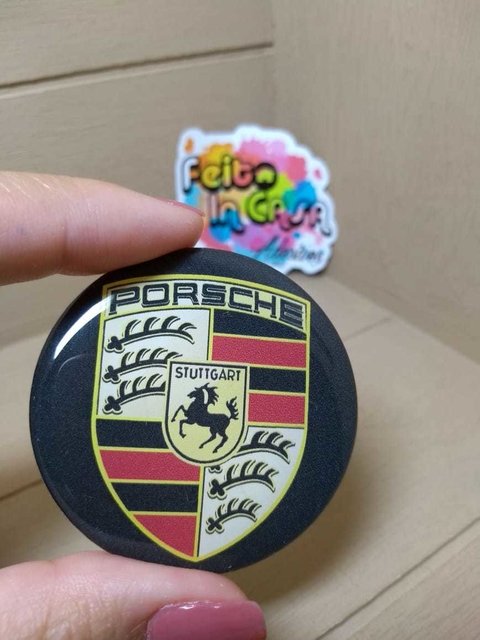 Feito
In Casa
PORSCHE
STUTTGART